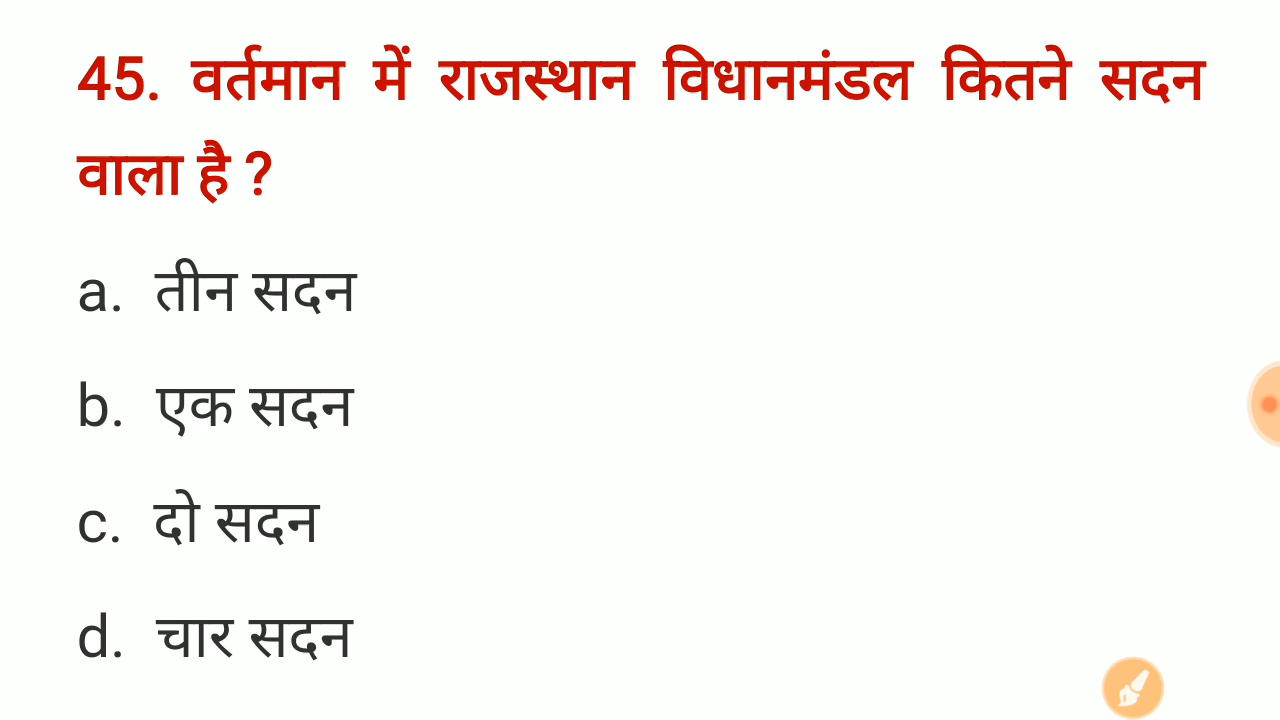 45. वर्तमान में राजस्थान विधानमंडल कितने सदन
वाला है ?
a. तीन सदन
b. एक सदन
c. दो सदन
d. चार सदन